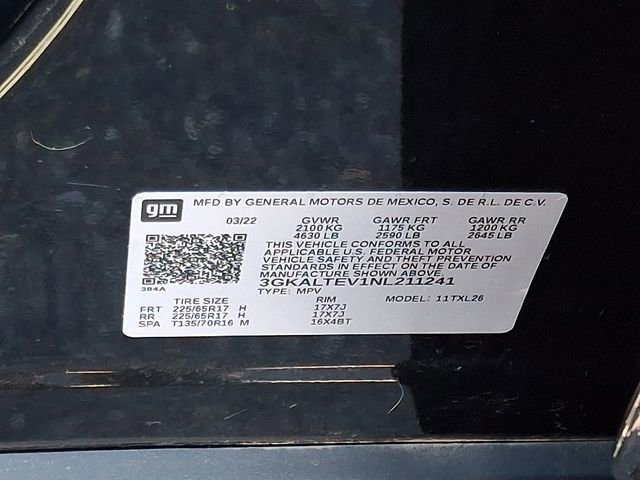 gm MFD BY GENERAL MOTORS DE MEXICO, S. DE R.L. DE C.V.
03/22 GVWR GAWR FRT GAWR RR
2100 KG 1175 KG 1200 KG
4630 LB 2590 LB 2645 LB
THIS VEHICLE CONFORMS TO ALL
APPLICABLE U.S. FEDERAL MOTOR
VEHICLE SAFETY AND THEFT PREVENTION
STANDARDS IN EFFECT ON THE DATE OF
MANUFACTURE SHOWN ABOVE.
3GKALTEV1NL211241
384A TYPE: MPV
TIRE SIZE RIM MODEL: 11TXL26
FRT 225/65R17 H 17X7J
RR 225/65R17 H 17X7J
SPA T135/70R16 M 16X4BT